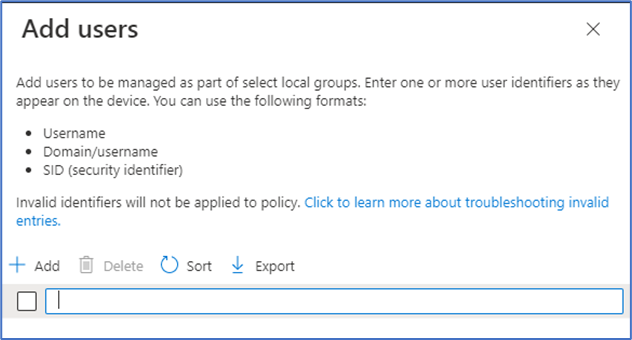 Add users
Add users to be managed as part of select local groups. Enter one or more user identifiers as they
appear on the device. You can use the following formats:
Username
Domain/username
SID (security identifier)
Invalid identifiers will not be applied to policy. Click to learn more about troubleshooting invalid
entries.
Add Delete Sort Export